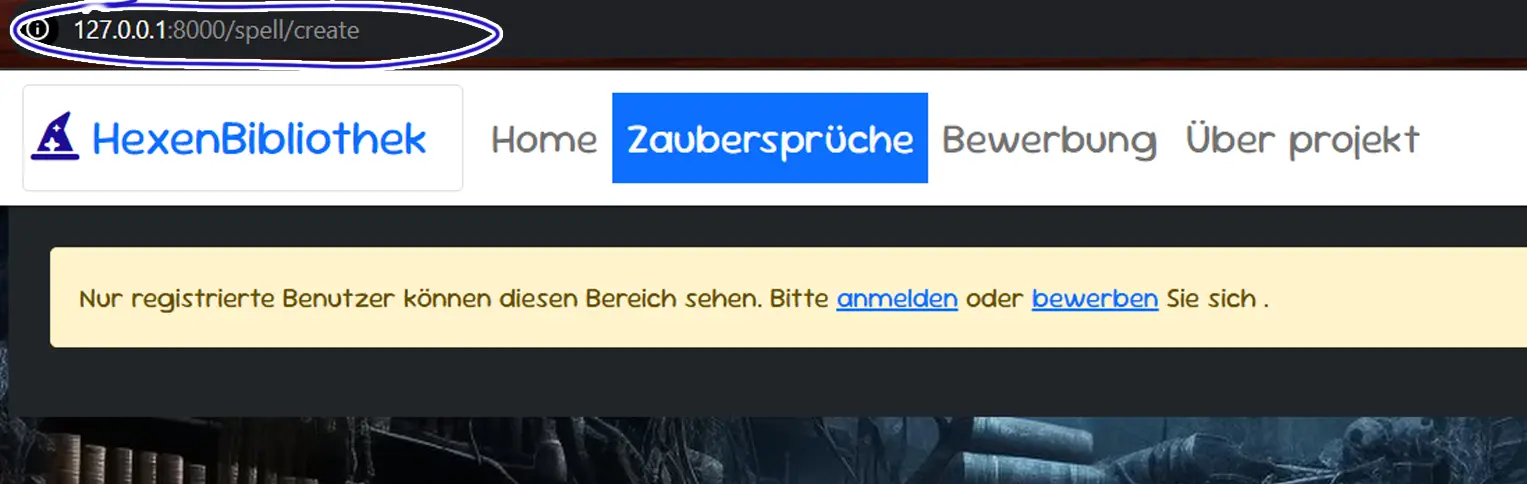 127.0.0.1:8000/spell/create
HexenBibliothek Home Zaubersprüche Bewerbung Über projekt
Nur registrierte Benutzer können diesen Bereich sehen. Bitte anmelden oder bewerben Sie sich .